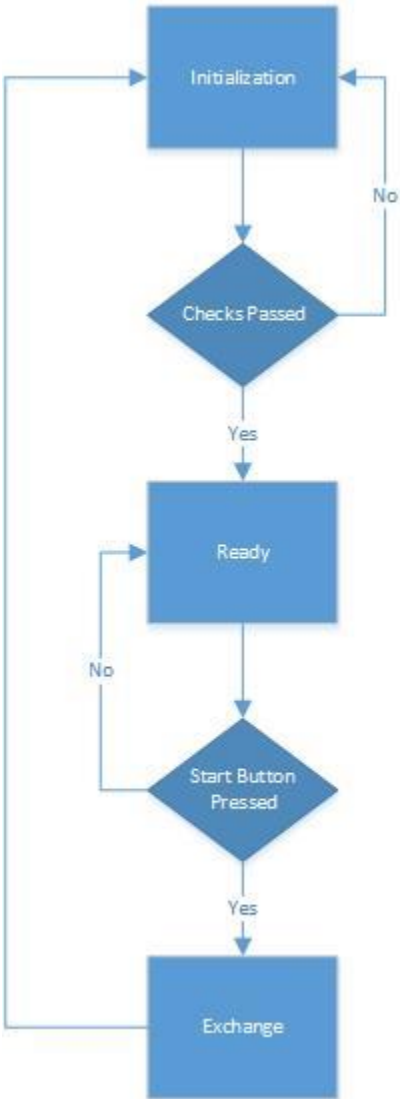 Initialization
No
Checks Passed
Yes
Ready
No
Start Button
Pressed
Yes
Exchange